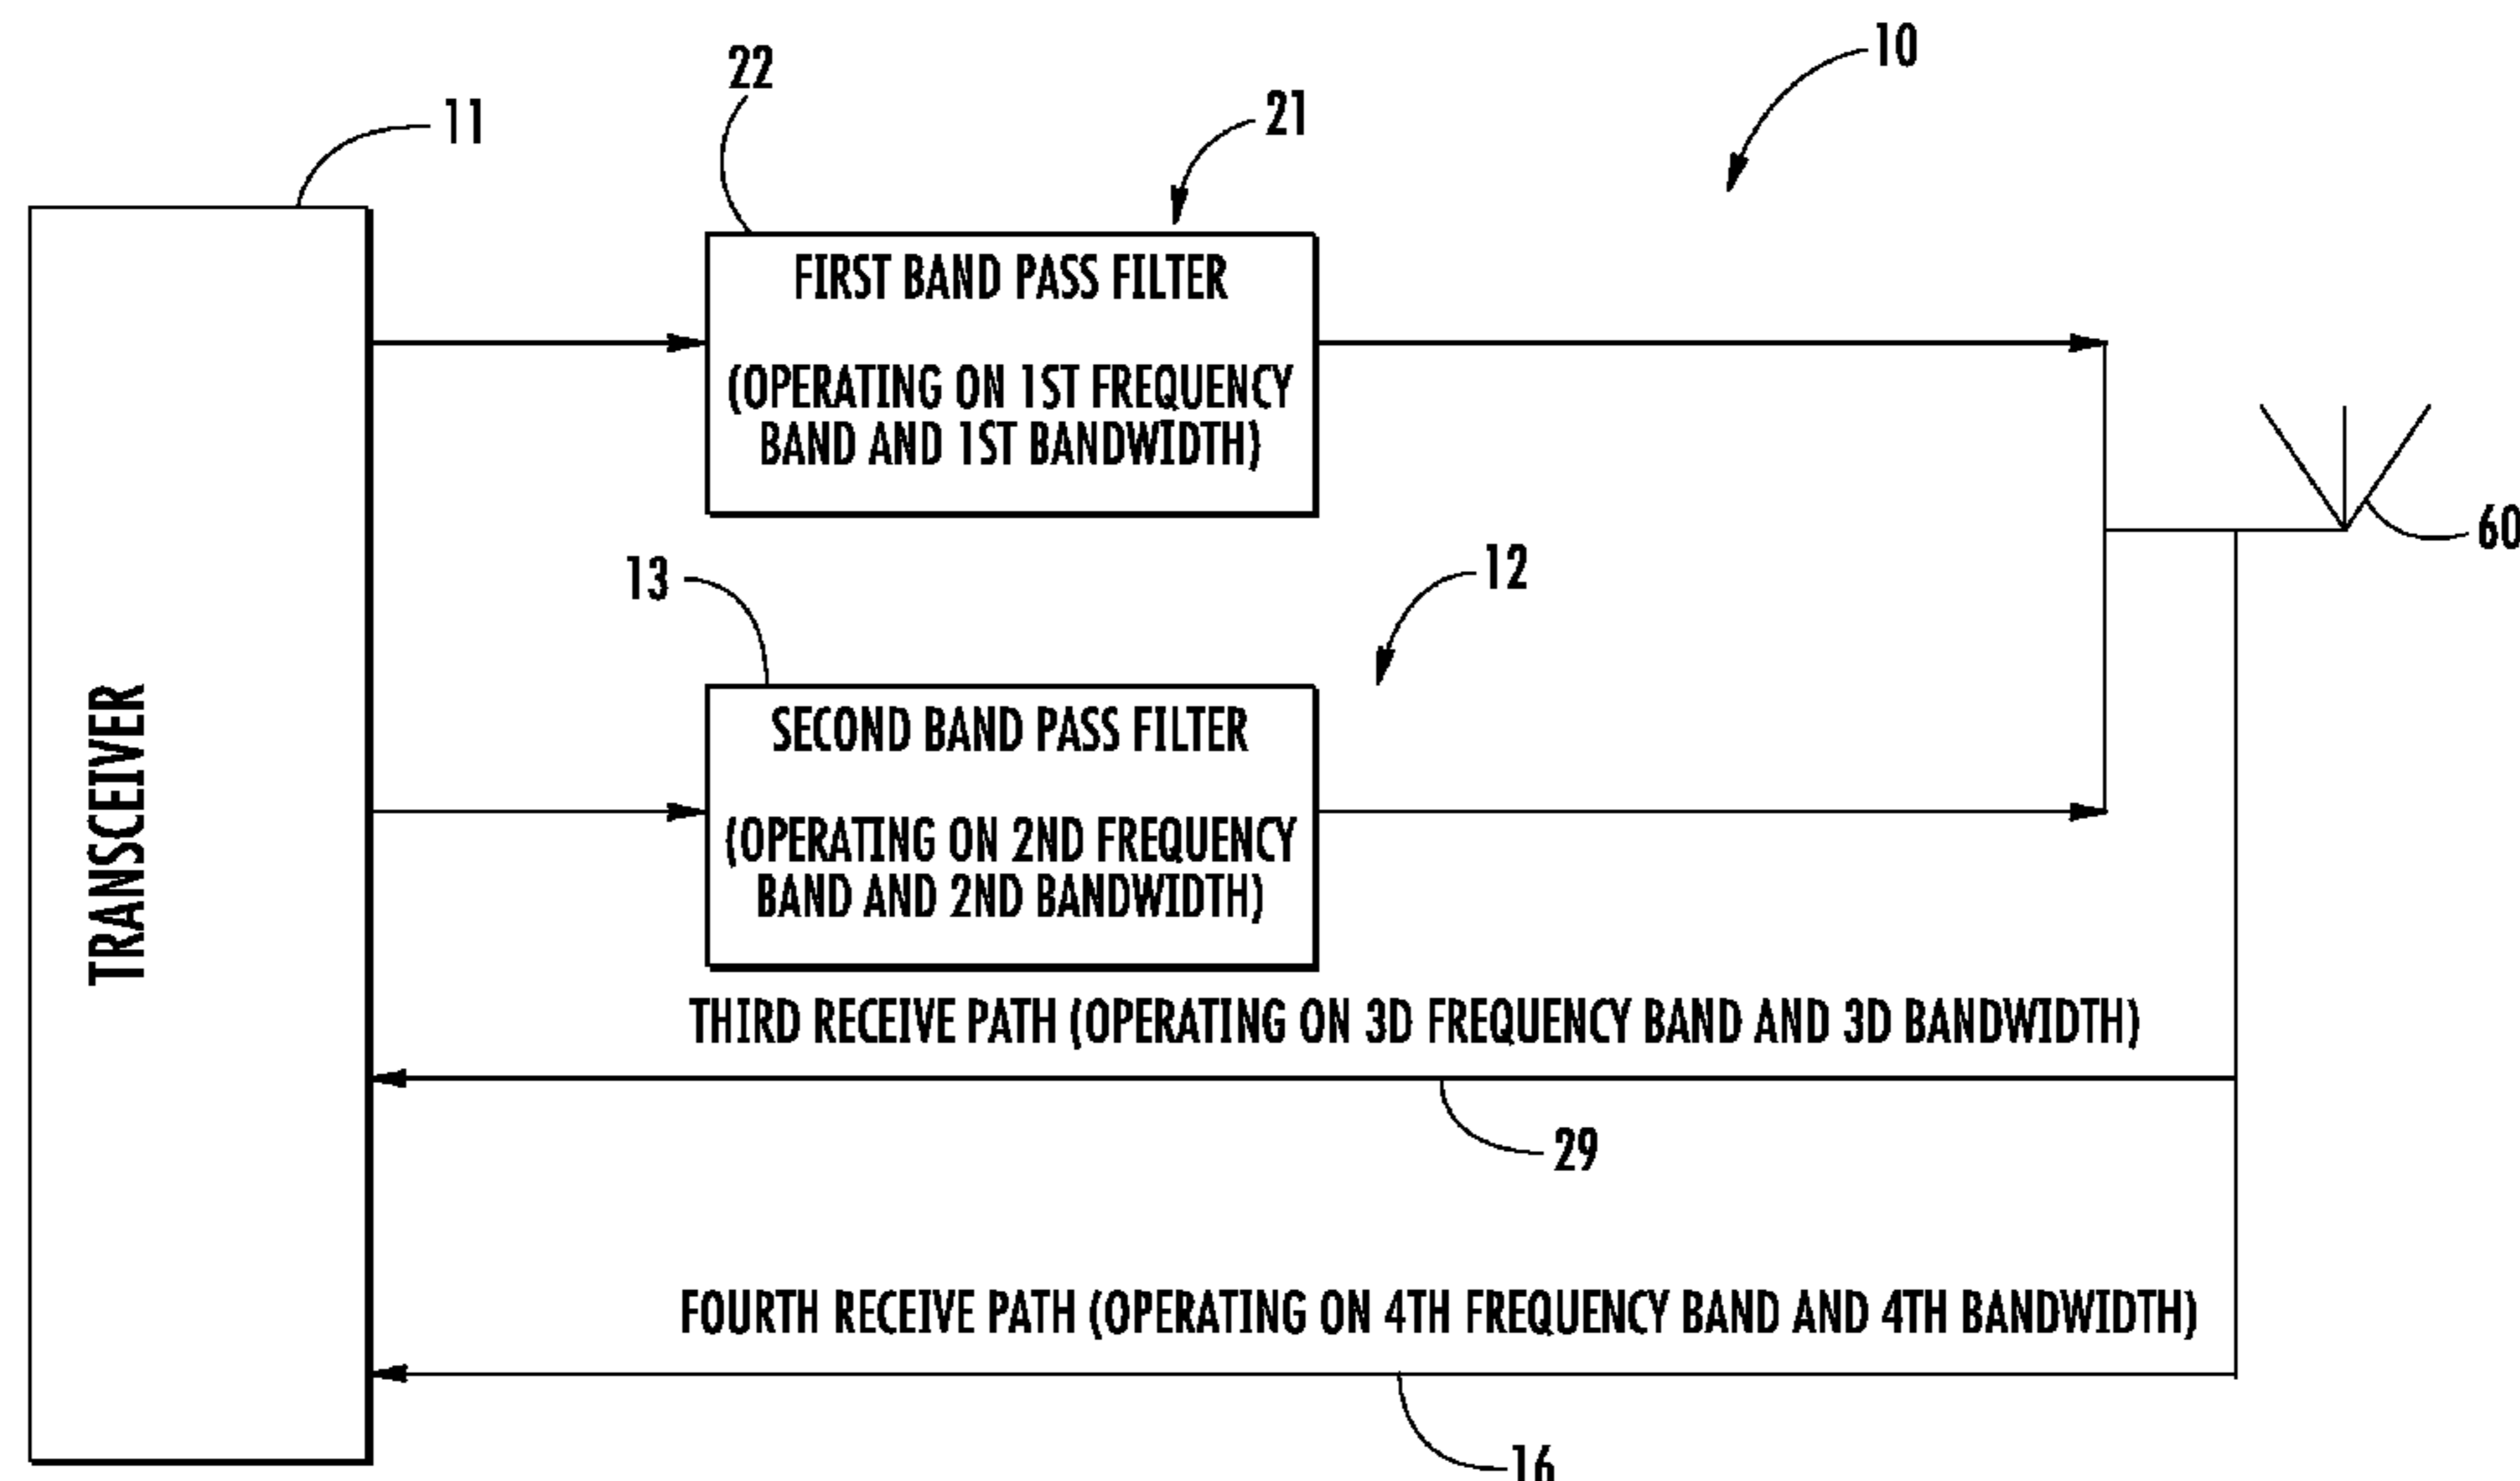 10
22
21
11
FIRST BAND PASS FILTER
(OPERATING ON 1ST FREQUENCY
BAND AND 1ST BANDWIDTH)
60
13
12
SECOND BAND PASS FILTER
(OPERATING ON 2ND FREQUENCY
BAND AND 2ND BANDWIDTH)
TRANSCEIVER
THIRD RECEIVE PATH (OPERATING ON 3D FREQUENCY BAND AND 3D BANDWIDTH)
29
FOURTH RECEIVE PATH (OPERATING ON 4TH FREQUENCY BAND AND 4TH BANDWIDTH)
16